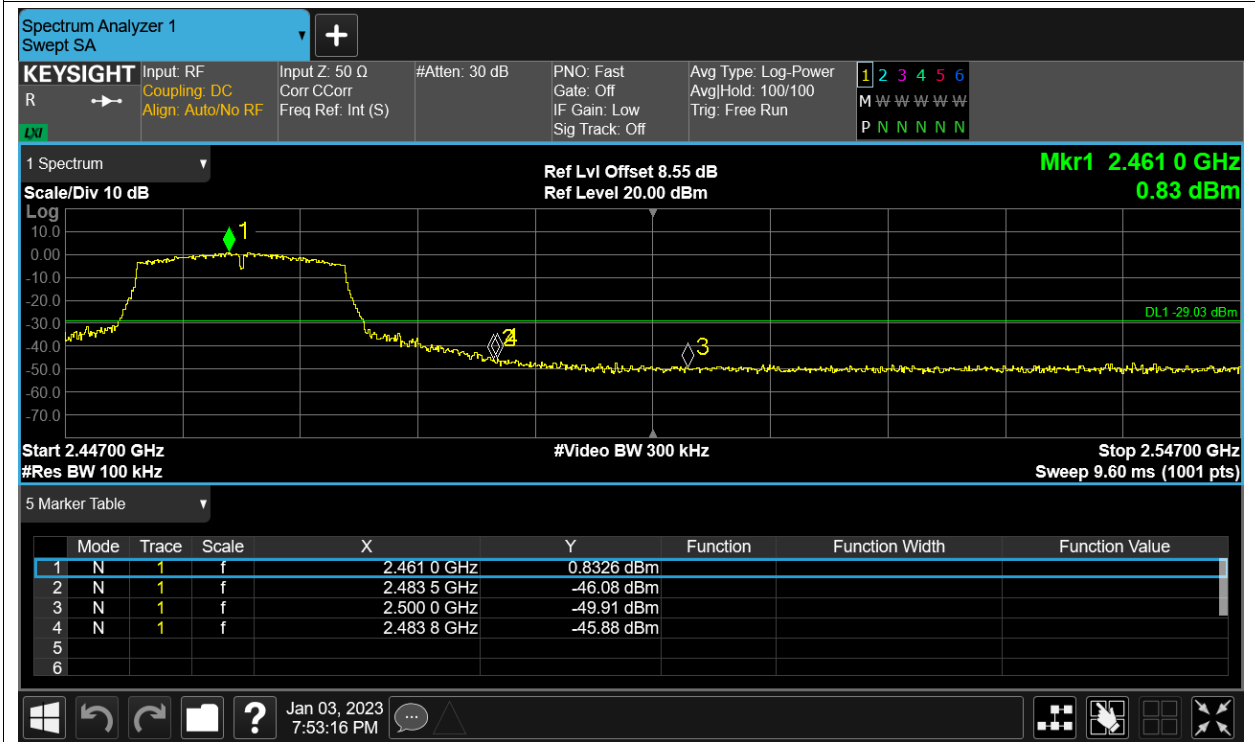 Spectrum Analyzer 1
Swept SA
+
KEYSIGHT
R
LXI
Input: RF
Coupling: DC
Align: Auto/No RF
Input Z: 50 Ω
Corr CCorr
Freq Ref: Int (S)
#Atten: 30 dB
PNO: Fast
Gate: Off
IF Gain: Low
Sig Track: Off
Avg Type: Log-Power
Avg|Hold: 100/100
Trig: Free Run
1 2 3 4 5 6
M W W W W W
P N N N N N
1 Spectrum
Scale/Div 10 dB
Ref Lvl Offset 8.55 dB
Ref Level 20.00 dBm
Mkr1 2.461 0 GHz
0.83 dBm
Log
10.0
0.00
-10.0
-20.0
-30.0
-40.0
-50.0
-60.0
-70.0
1
3
DL1 -29.03 dBm
Start 2.44700 GHz
#Video BW 300 kHz
Stop 2.54700 GHz
#Res BW 100 kHz
Sweep 9.60 ms (1001 pts)
5 Marker Table
Mode Trace Scale X Y Function Function Width Function Value
1 N 1 f 2.461 0 GHz 0.8326 dBm
2 N 1 f 2.483 5 GHz -46.08 dBm
3 N 1 f 2.500 0 GHz -49.91 dBm
4 N 1 f 2.483 8 GHz -45.88 dBm
5
6
?
Jan 03, 2023
7:53:16 PM